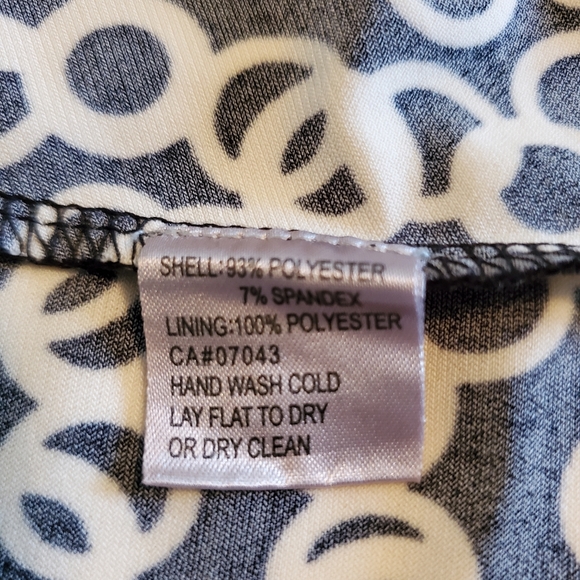 SHELL: 93% POLYESTER
7% SPANDEX
LINING:100% POLYESTER
CA#07043
HAND WASH COLD
LAY FLAT TO DRY
OR DRY CLEAN